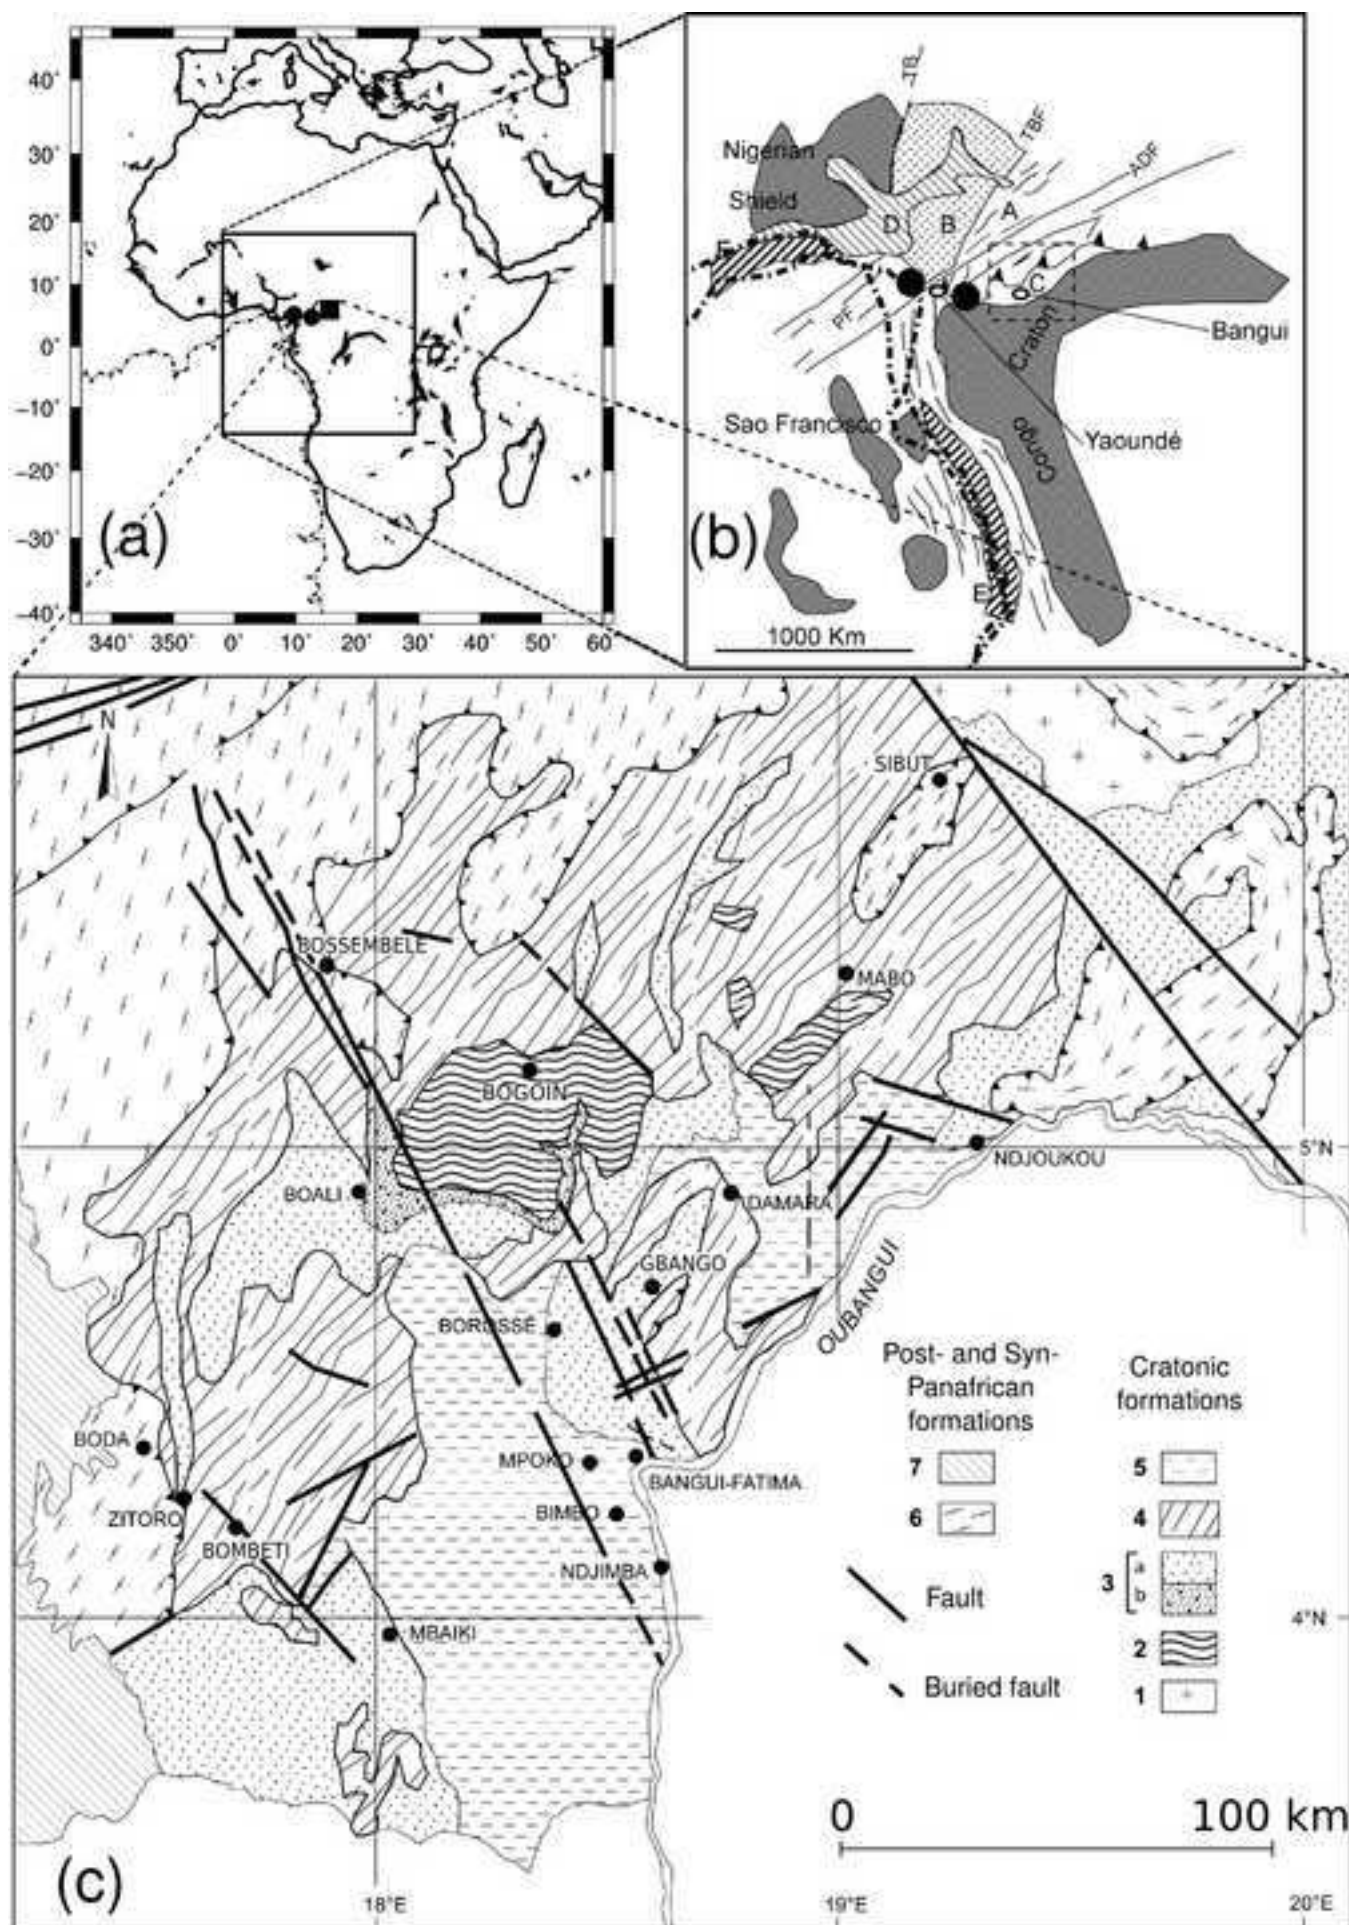 40°
30°
20°
10°
0°
−10°
−20°
−30°
−40°
340°
350°
0°
10°
20°
30°
40°
50°
60°
(a)
TB
TBF
ADF
Nigerian
Shield
D
B
A
C
E
PF
Bangui
Craton
Congo
Sao Francisco
Yaoundé
E
(b)
1000 Km
N
SIBUT
BOSSEMBELE
MABO
BOGOIN
5°N
NDJOUKOU
BOALI
DAMARA
GBANGO
OUBANGUI
BOROSSÉ
BODA
MPOKO
BANGUI-FATIMA
ZITORO
BIMBO
BOMBETI
NDJIMBA
4°N
MBAIKI
Post- and Syn-
Panafrican
formations
7
6
Fault
Buried fault
Cratonic
formations
5
4
3
a
b
2
1
0
100 km
(c)
18°E
19°E
20°E